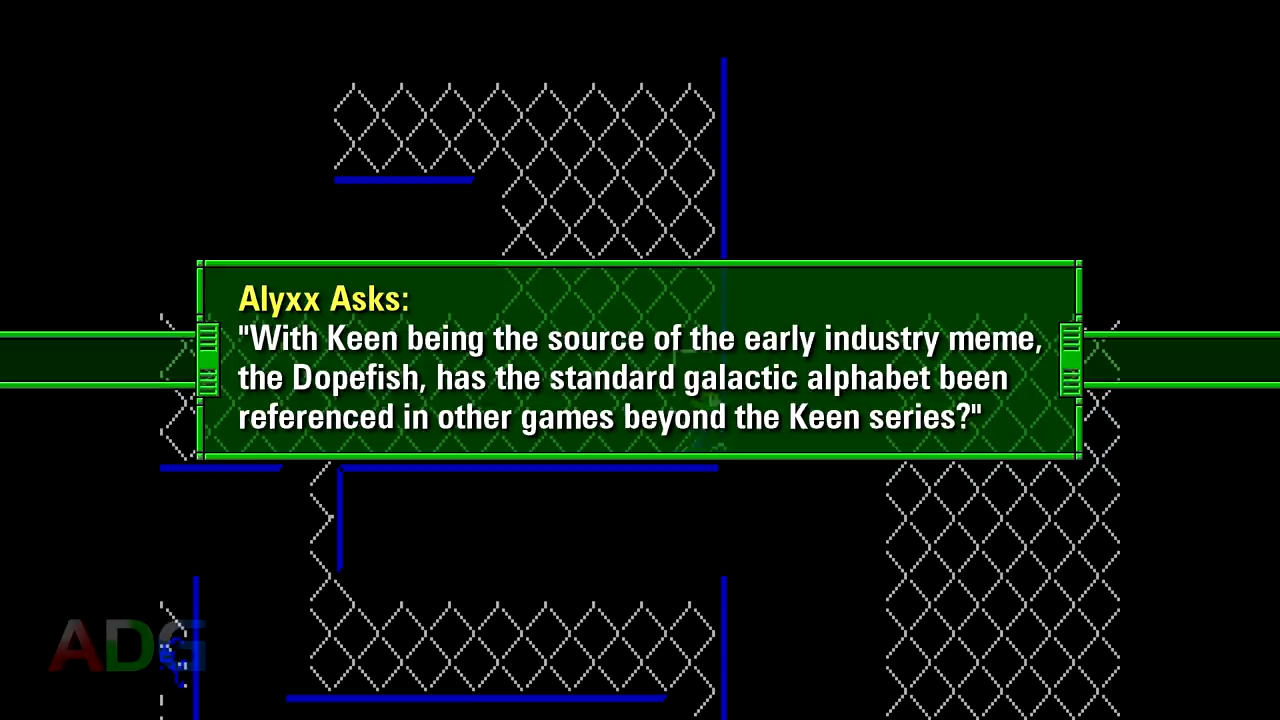 Alyxx Asks:
"With Keen being the source of the early industry meme,
the Dopefish, has the standard galactic alphabet been
referenced in other games beyond the Keen series?"
ADG